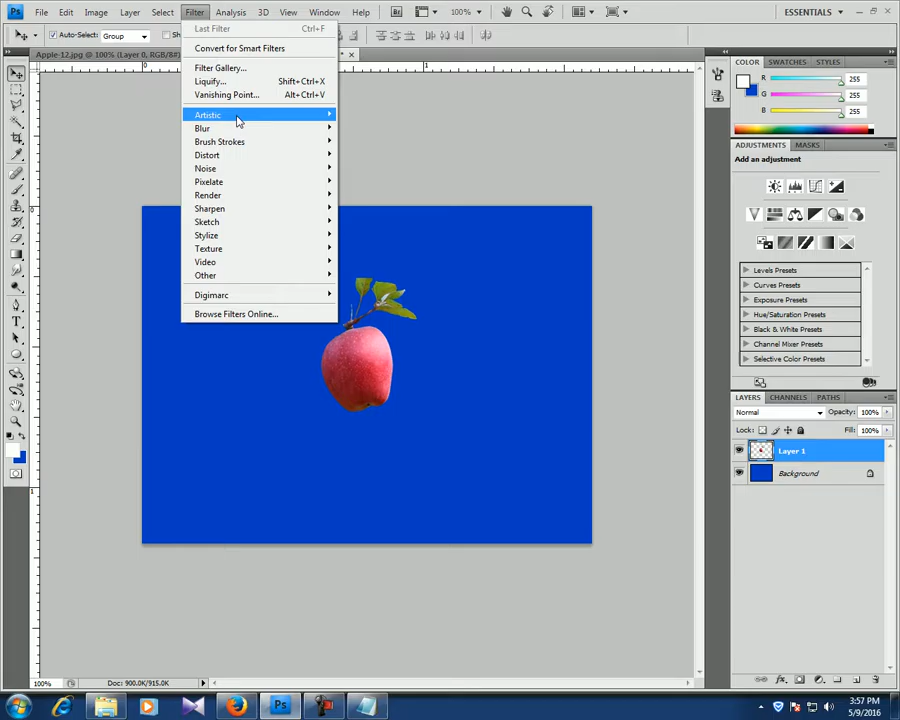 Ps File Edit Image Layer Select Filter Analysis 3D View Window Help 100% ESSENTIALS
Auto-Select: Group
Apple-12.jpg @ 100% (Layer 0, RGB/8#)
Last Filter Ctrl+F
Convert for Smart Filters
Filter Gallery...
Liquify... Shift+Ctrl+X
Vanishing Point... Alt+Ctrl+V
Artistic
Blur
Brush Strokes
Distort
Noise
Pixelate
Render
Sharpen
Sketch
Stylize
Texture
Video
Other
Digimarc
Browse Filters Online...
COLOR SWATCHES STYLES
R 255
G 255
B 255
ADJUSTMENTS MASKS
Add an adjustment
Levels Presets
Curves Presets
Exposure Presets
Hue/Saturation Presets
Black & White Presets
Channel Mixer Presets
Selective Color Presets
LAYERS CHANNELS PATHS
Normal Opacity: 100%
Lock: Fill: 100%
Layer 1
Background
100% Doc: 900.0K/915.0K
Ps
3:57 PM
5/9/2016